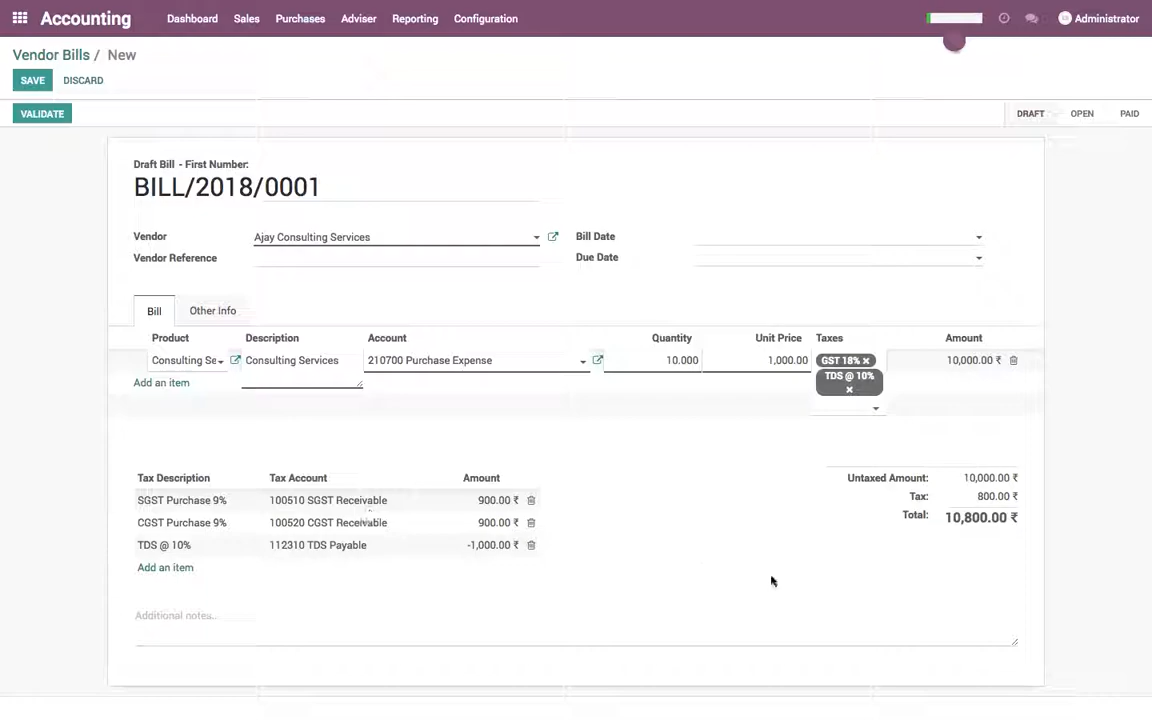 Accounting Dashboard Sales Purchases Adviser Reporting Configuration Administrator
Vendor Bills / New
SAVE DISCARD
VALIDATE DRAFT OPEN PAID
Draft Bill - First Number:
BILL/2018/0001
Vendor Ajay Consulting Services Bill Date
Vendor Reference Due Date
Bill Other Info
Product Description Account Quantity Unit Price Taxes Amount
Consulting Se Consulting Services 210700 Purchase Expense 10.000 1,000.00 GST 18% × 10,000.00 ₹
TDS @ 10% ×
Add an item
Tax Description Tax Account Amount Untaxed Amount: 10,000.00 ₹
SGST Purchase 9% 100510 SGST Receivable 900.00 ₹ Tax: 800.00 ₹
CGST Purchase 9% 100520 CGST Receivable 900.00 ₹ Total: 10,800.00 ₹
TDS @ 10% 112310 TDS Payable -1,000.00 ₹
Add an item
Additional notes...